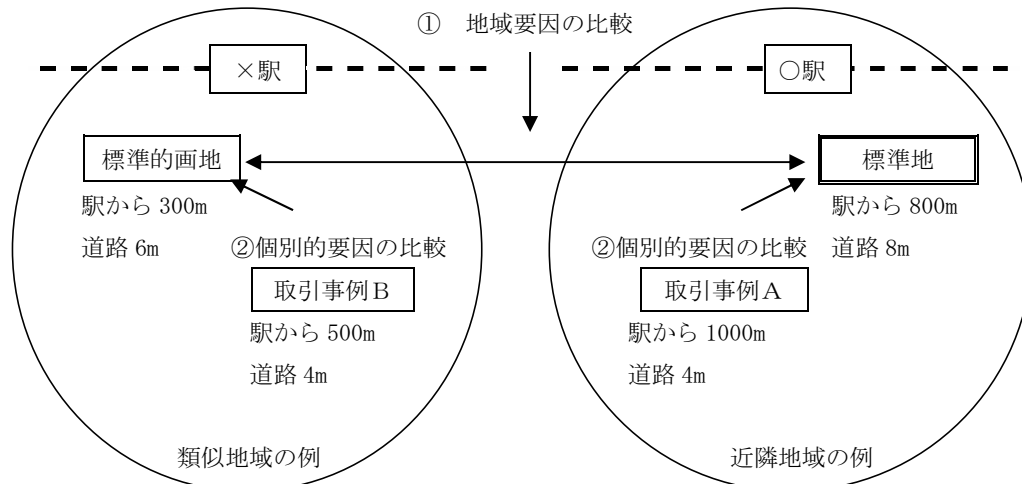 ① 地域要因の比較
×駅
○駅
標準的画地
標準地
駅から 300m
駅から 800m
道路 6m
②個別的要因の比較
②個別的要因の比較
道路 8m
取引事例B
取引事例A
駅から 500m
駅から 1000m
道路 4m
道路 4m
類似地域の例
近隣地域の例